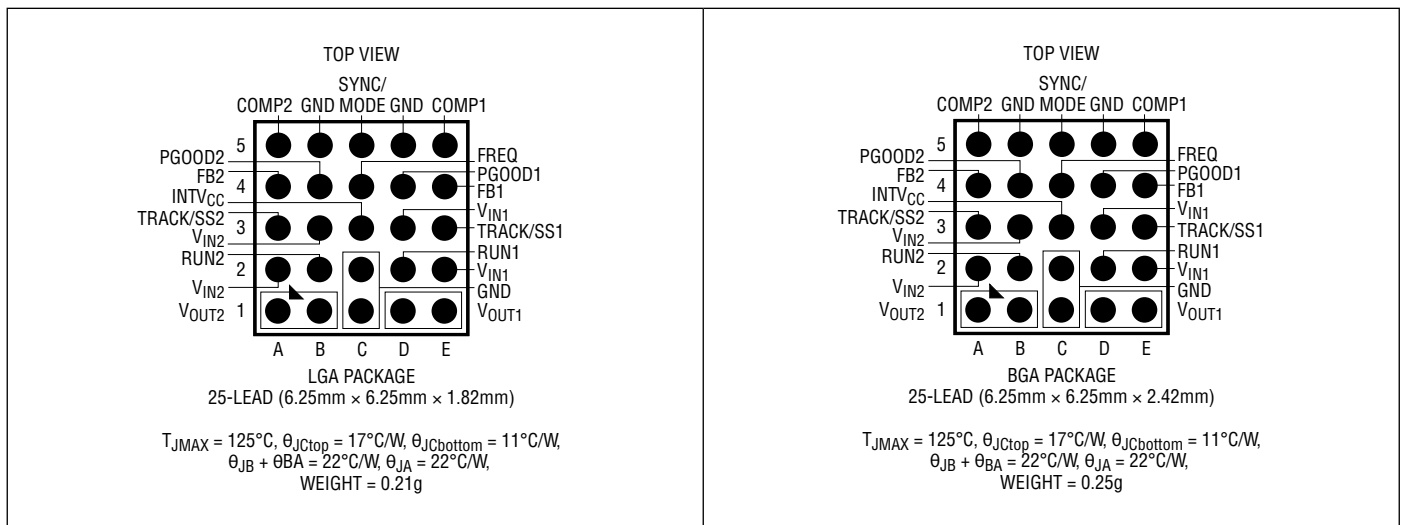 TOP VIEW
SYNC/
COMP2 GND MODE GND COMP1
5
PGOOD2
FREQ
PGOOD1
FB2
4
FB1
INTVCC
VIN1
TRACK/SS2
3
TRACK/SS1
VIN2
RUN2
RUN1
2
VIN1
VIN2
GND
VOUT2 1
VOUT1
A B C D E
LGA PACKAGE
25-LEAD (6.25mm × 6.25mm × 1.82mm)
TJMAX = 125°C, θJCtop = 17°C/W, θJCbottom = 11°C/W,
θJB + θBA = 22°C/W, θJA = 22°C/W,
WEIGHT = 0.21g
TOP VIEW
SYNC/
COMP2 GND MODE GND COMP1
5
PGOOD2
FREQ
PGOOD1
FB2
4
FB1
INTVCC
VIN1
TRACK/SS2
3
TRACK/SS1
VIN2
RUN2
RUN1
2
VIN1
VIN2
GND
VOUT2 1
VOUT1
A B C D E
BGA PACKAGE
25-LEAD (6.25mm × 6.25mm × 2.42mm)
TJMAX = 125°C, θJCtop = 17°C/W, θJCbottom = 11°C/W,
θJB + θBA = 22°C/W, θJA = 22°C/W,
WEIGHT = 0.25g